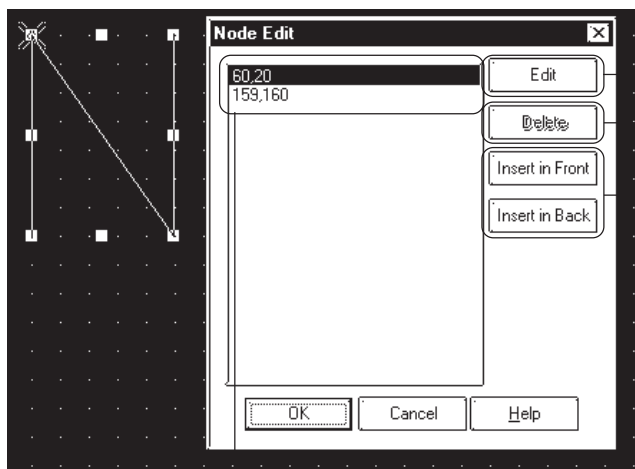 Node Edit
60,20
159,160
Edit
Delete
Insert in Front
Insert in Back
OK
Cancel
Help